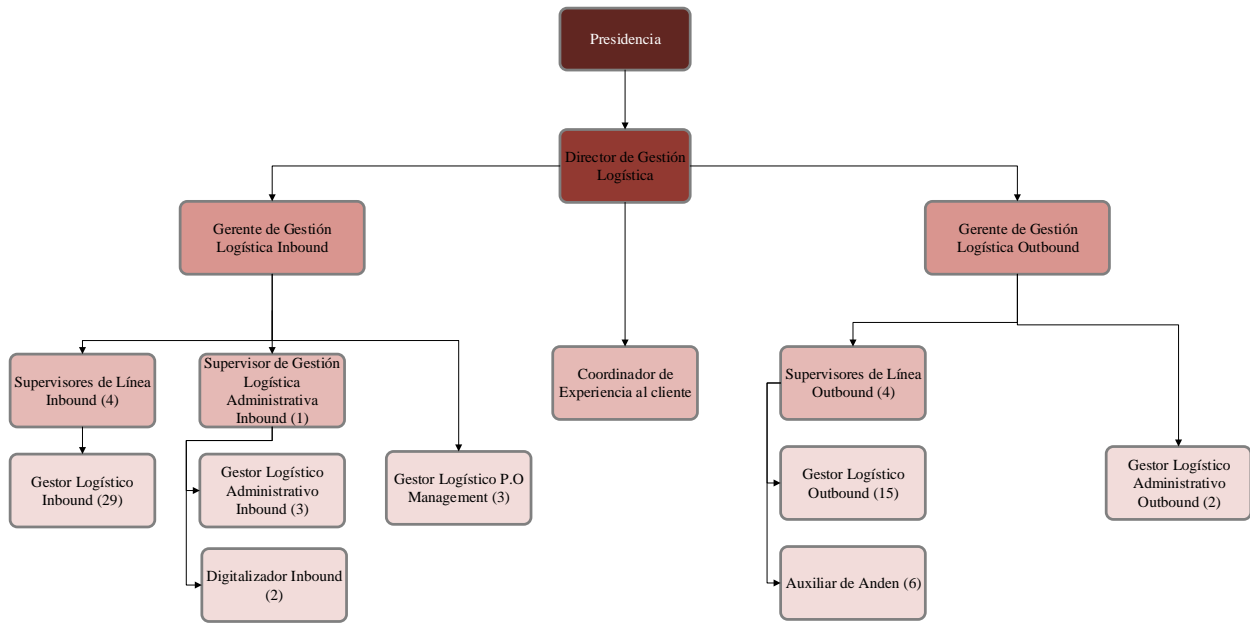 Presidencia
Director de Gestión
Logística
Gerente de Gestión
Logística Inbound
Gerente de Gestión
Logística Outbound
Supervisores de Línea
Inbound (4)
Supervisor de Gestión
Logística
Administrativa
Inbound (1)
Coordinador de
Experiencia al cliente
Supervisores de Línea
Outbound (4)
Gestor Logístico
Inbound (29)
Gestor Logístico
Administrativo
Inbound (3)
Gestor Logístico P.O
Management (3)
Gestor Logístico
Outbound (15)
Gestor Logístico
Administrativo
Outbound (2)
Digitalizador Inbound
(2)
Auxiliar de Anden (6)